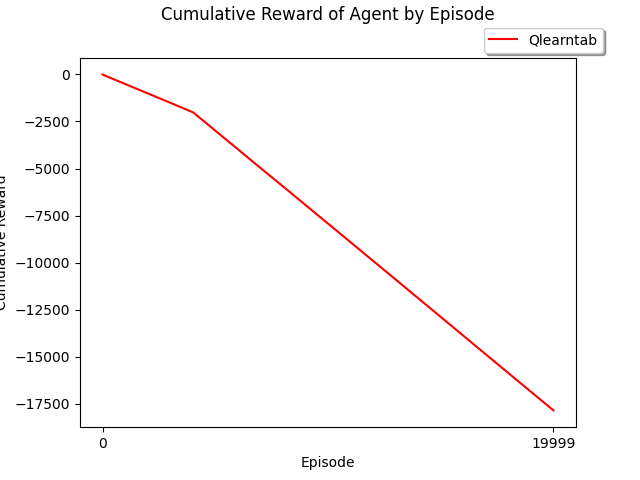 Cumulative Reward of Agent by Episode
Qlearntab
0
−2500
−5000
−7500
−10000
−12500
−15000
−17500
Cumulative Reward
0
19999
Episode